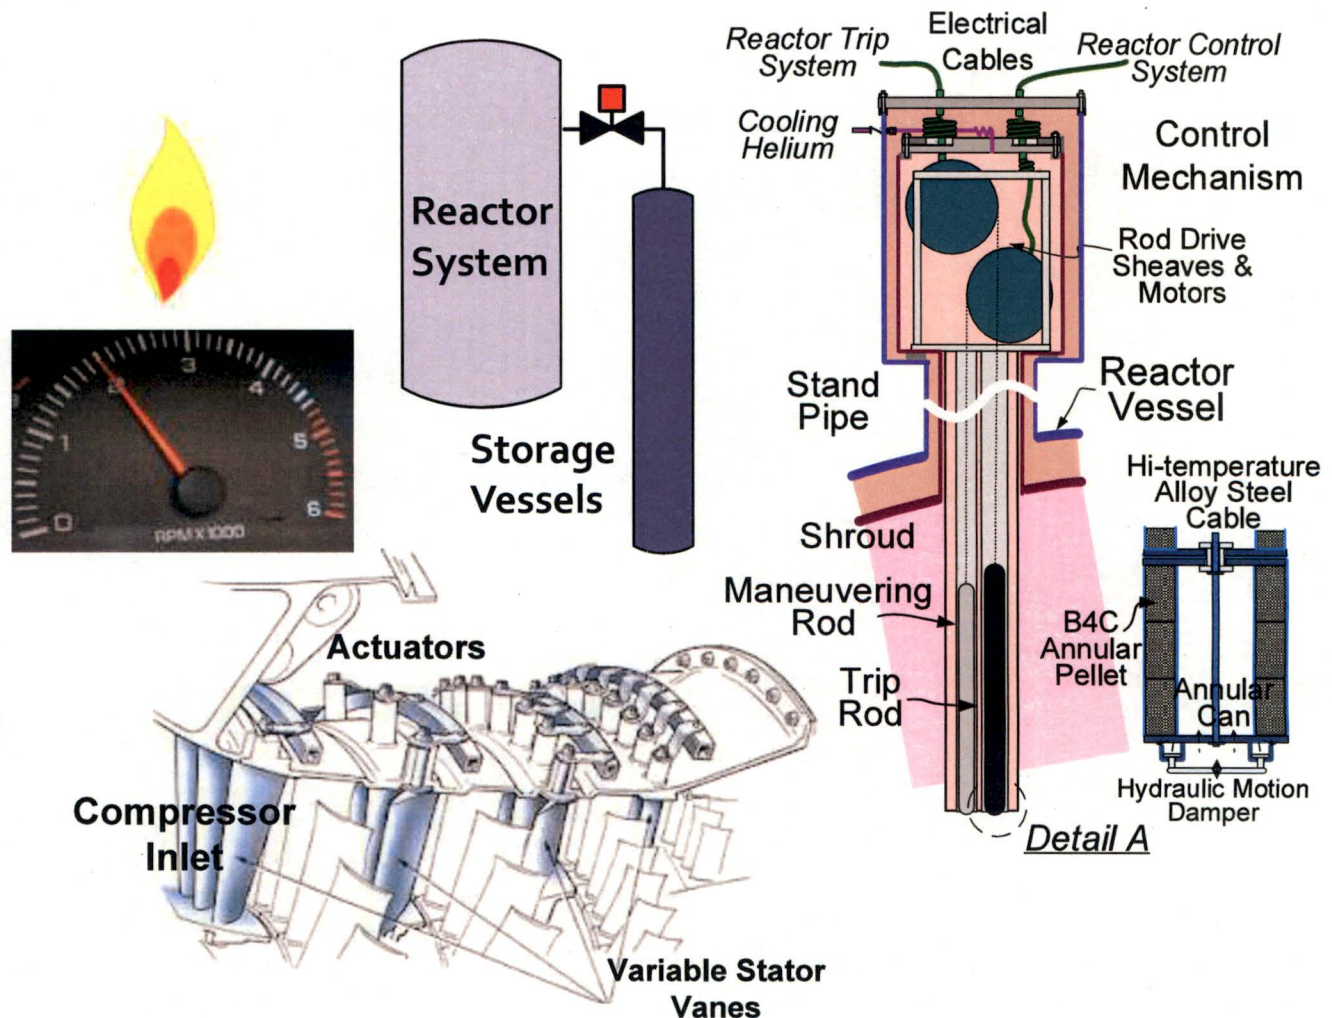 Reactor
System
Storage
Vessels
0
1
2
3
4
5
6
RPM X 1000
Actuators
Compressor
Inlet
Variable Stator
Vanes
Reactor Trip
System
Electrical
Cables
Reactor Control
System
Cooling
Helium
Control
Mechanism
Rod Drive
Sheaves &
Motors
Stand
Pipe
Reactor
Vessel
Shroud
Maneuvering
Rod
Trip
Rod
Detail A
Hi-temperature
Alloy Steel
Cable
B4C
Annular
Pellet
Annular
Can
Hydraulic Motion
Damper